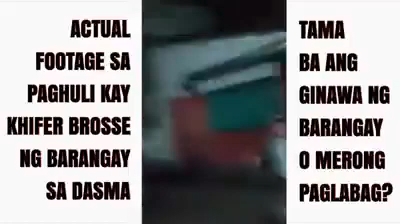 ACTUAL
FOOTAGE SA
PAGHULI KAY
KHIFER BROSSE
NG BARANGAY
SA DASMA
TAMA
BA ANG
GINAWA NG
BARANGAY
O MERONG
PAGLABAG?